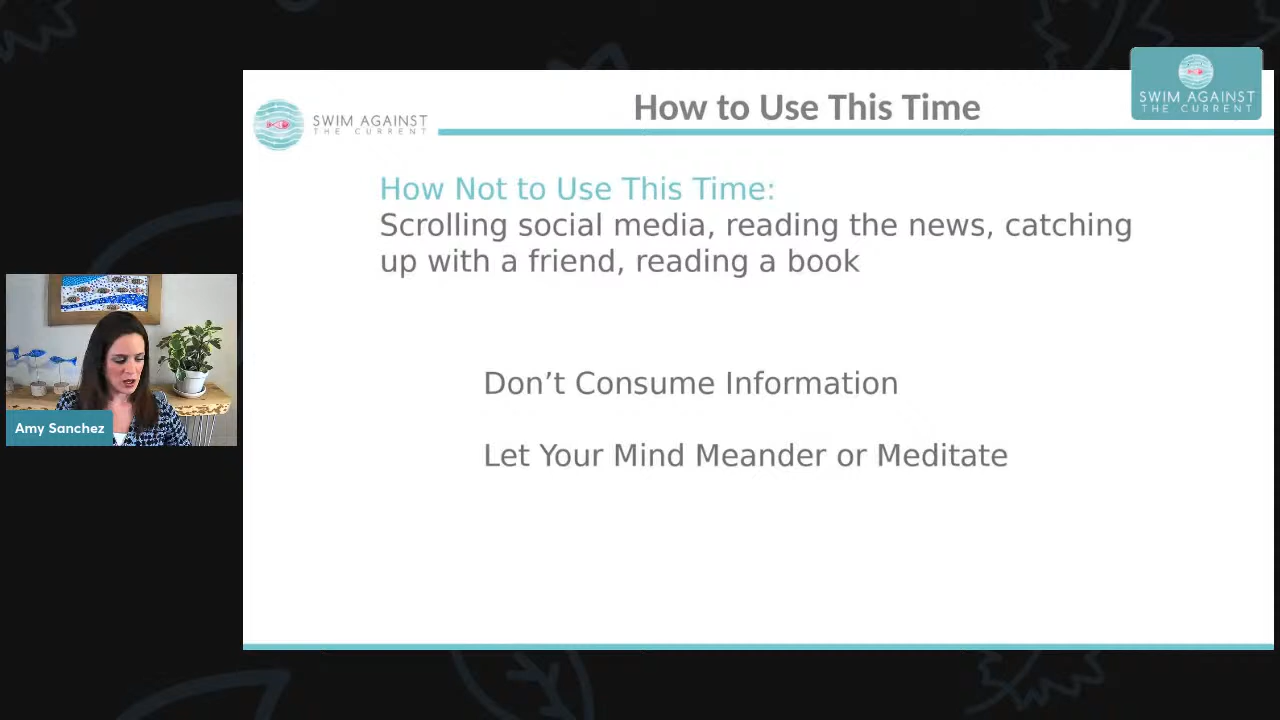 How to Use This Time
SWIM AGAINST
THE CURRENT
SWIM AGAINST
THE CURRENT
How Not to Use This Time:
Scrolling social media, reading the news, catching
up with a friend, reading a book
Don’t Consume Information
Let Your Mind Meander or Meditate
Amy Sanchez